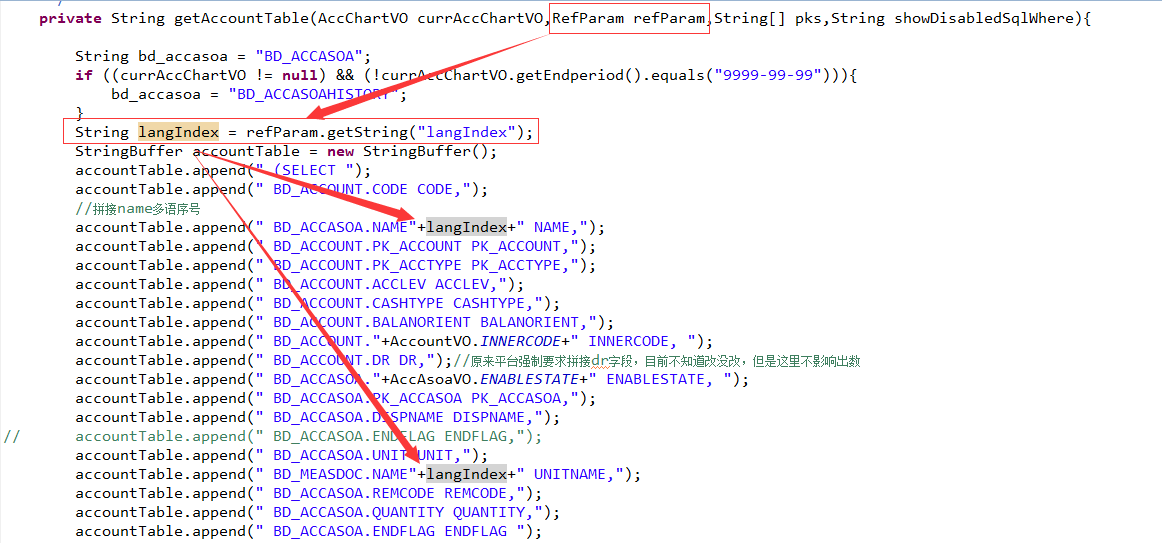 private String getAccountTable(AccChartVO currAccChartVO,RefParam refParam,String[] pks,String showDisabledSqlWhere){
String bd_accasoa = "BD_ACCASOA";
if ((currAccChartVO != null) && (!currAccChartVO.getEndperiod().equals("9999-99-99"))){
bd_accasoa = "BD_ACCASOAHISTORY";
}
String langIndex = refParam.getString("langIndex");
StringBuffer accountTable = new StringBuffer();
accountTable.append(" (SELECT ");
accountTable.append(" BD_ACCOUNT.CODE CODE,");
//拼接name多语序号
accountTable.append(" BD_ACCASOA.NAME"+langIndex+" NAME,");
accountTable.append(" BD_ACCOUNT.PK_ACCOUNT PK_ACCOUNT,");
accountTable.append(" BD_ACCOUNT.PK_ACCTYPE PK_ACCTYPE,");
accountTable.append(" BD_ACCOUNT.ACCLEV ACCLEV,");
accountTable.append(" BD_ACCOUNT.CASHTYPE CASHTYPE,");
accountTable.append(" BD_ACCOUNT.BALANORIENT BALANORIENT,");
accountTable.append(" BD_ACCOUNT."+AccountVO.INNERCODE+" INNERCODE, ");
accountTable.append(" BD_ACCOUNT.DR DR,");//原来平台强制要求拼接dr字段，目前不知道改没改，但是这里不影响出数
accountTable.append(" BD_ACCASOA."+AccAsoaVO.ENABLESTATE+" ENABLESTATE, ");
accountTable.append(" BD_ACCASOA.PK_ACCASOA PK_ACCASOA,");
accountTable.append(" BD_ACCASOA.DISPNAME DISPNAME,");
// accountTable.append(" BD_ACCASOA.ENDFLAG ENDFLAG,");
accountTable.append(" BD_ACCASOA.UNIT UNIT,");
accountTable.append(" BD_MEASDOC.NAME"+langIndex+" UNITNAME,");
accountTable.append(" BD_ACCASOA.REMCODE REMCODE,");
accountTable.append(" BD_ACCASOA.QUANTITY QUANTITY,");
accountTable.append(" BD_ACCASOA.ENDFLAG ENDFLAG ");